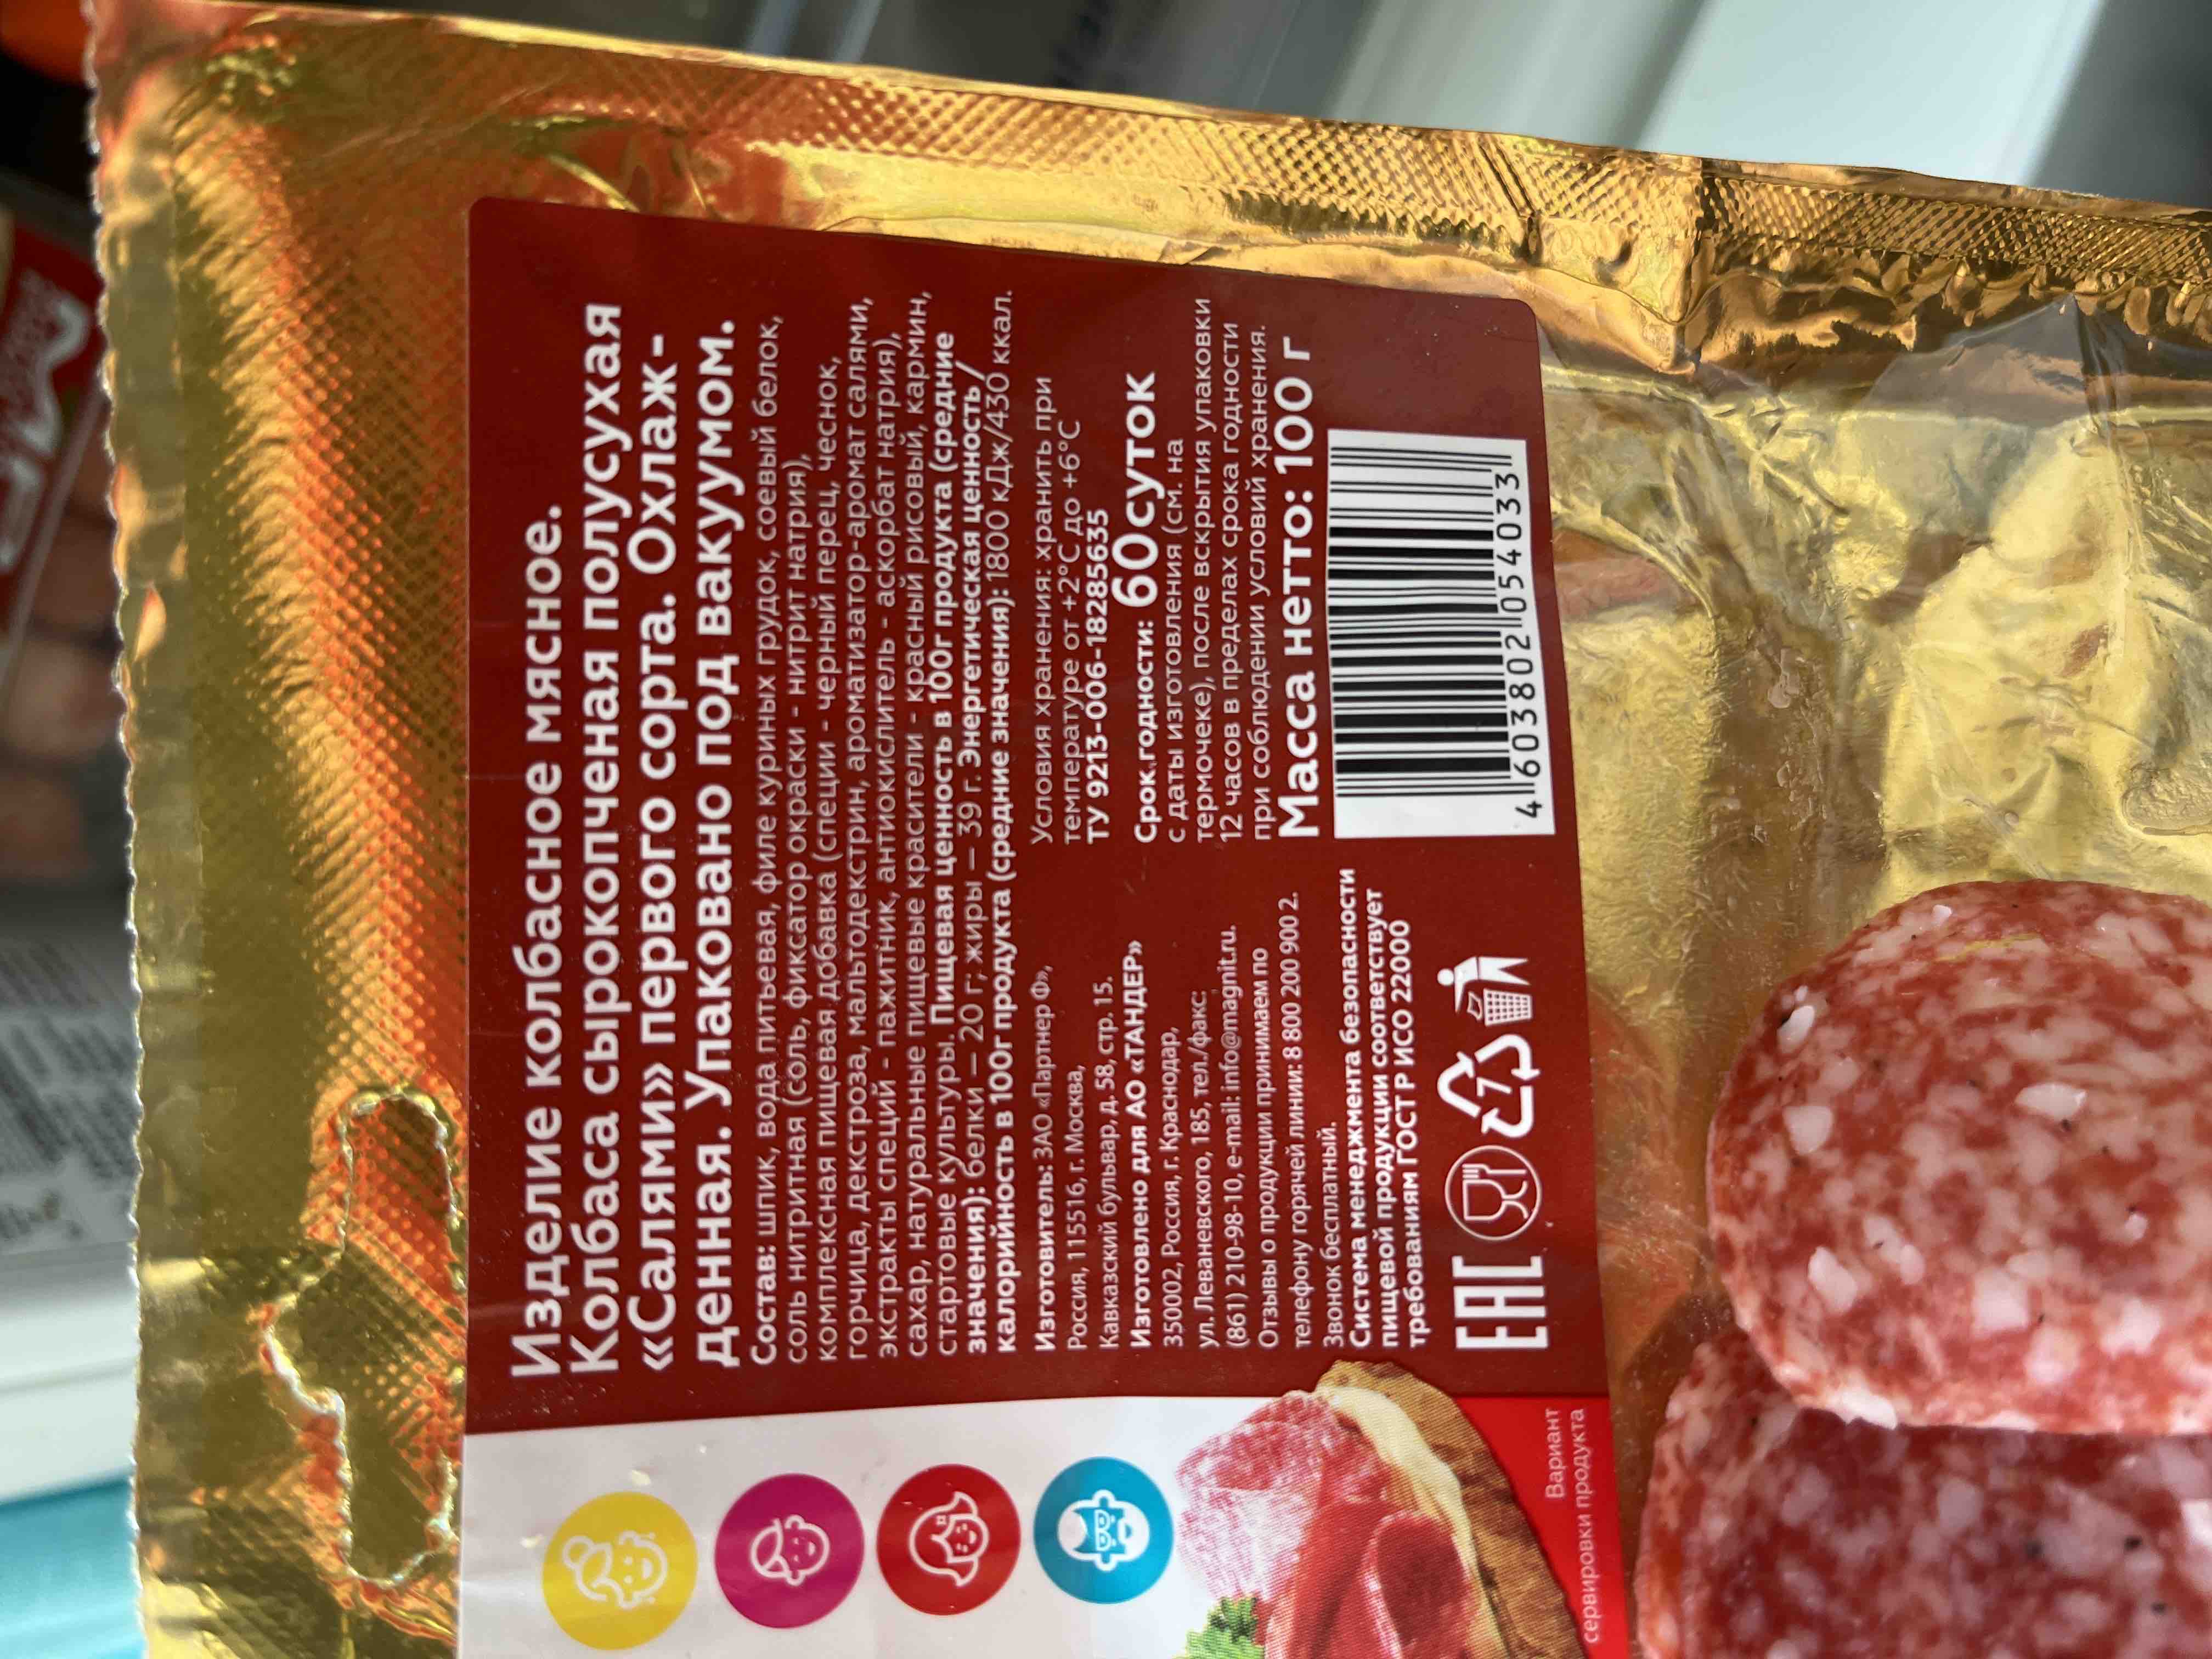 Изделие колбасное мясное.
Колбаса сырокопченая полусухая
«Салями» первого сорта. Охлаж-
денная. Упаковано под вакуумом.
Состав: шпик, вода питьевая, филе куриных грудок, соевый белок,
соль нитритная (соль, фиксатор окраски - нитрит натрия),
комплексная пищевая добавка (специи - черный перец, чеснок,
горчица, декстроза, мальтодекстрин, ароматизатор-аромат салями,
экстракты специй - пажитник, антиокислитель - аскорбат натрия),
сахар, натуральные пищевые красители - красный рисовый, кармин,
стартовые культуры. Пищевая ценность в 100г продукта (средние
значения): белки — 20 г; жиры — 39 г. Энергетическая ценность/
калорийность в 100г продукта (средние значения): 1800 кДж/430 ккал.
Изготовитель: ЗАО «Партнер Ф»,
Россия, 115516, г. Москва,
Кавказский бульвар, д. 58, стр. 15.
Изготовлено для АО «ТАНДЕР»
350002, Россия, г. Краснодар,
ул. Леваневского, 185, тел./факс:
(861) 210-98-10, e-mail: info@magnit.ru.
Отзывы о продукции принимаем по
телефону горячей линии: 8 800 200 900 2.
Звонок бесплатный.
Система менеджмента безопасности
пищевой продукции соответствует
требованиям ГОСТ Р ИСО 22000
EAC
7
Условия хранения: хранить при
температуре от +2°С до +6°С
ТУ 9213-006-18285635
Срок годности: 60 суток
с даты изготовления (см. на
термочеке), после вскрытия упаковки
12 часов в пределах срока годности
при соблюдении условий хранения.
Масса нетто: 100 г
4 603802 054033
Вариант
сервировки продукта